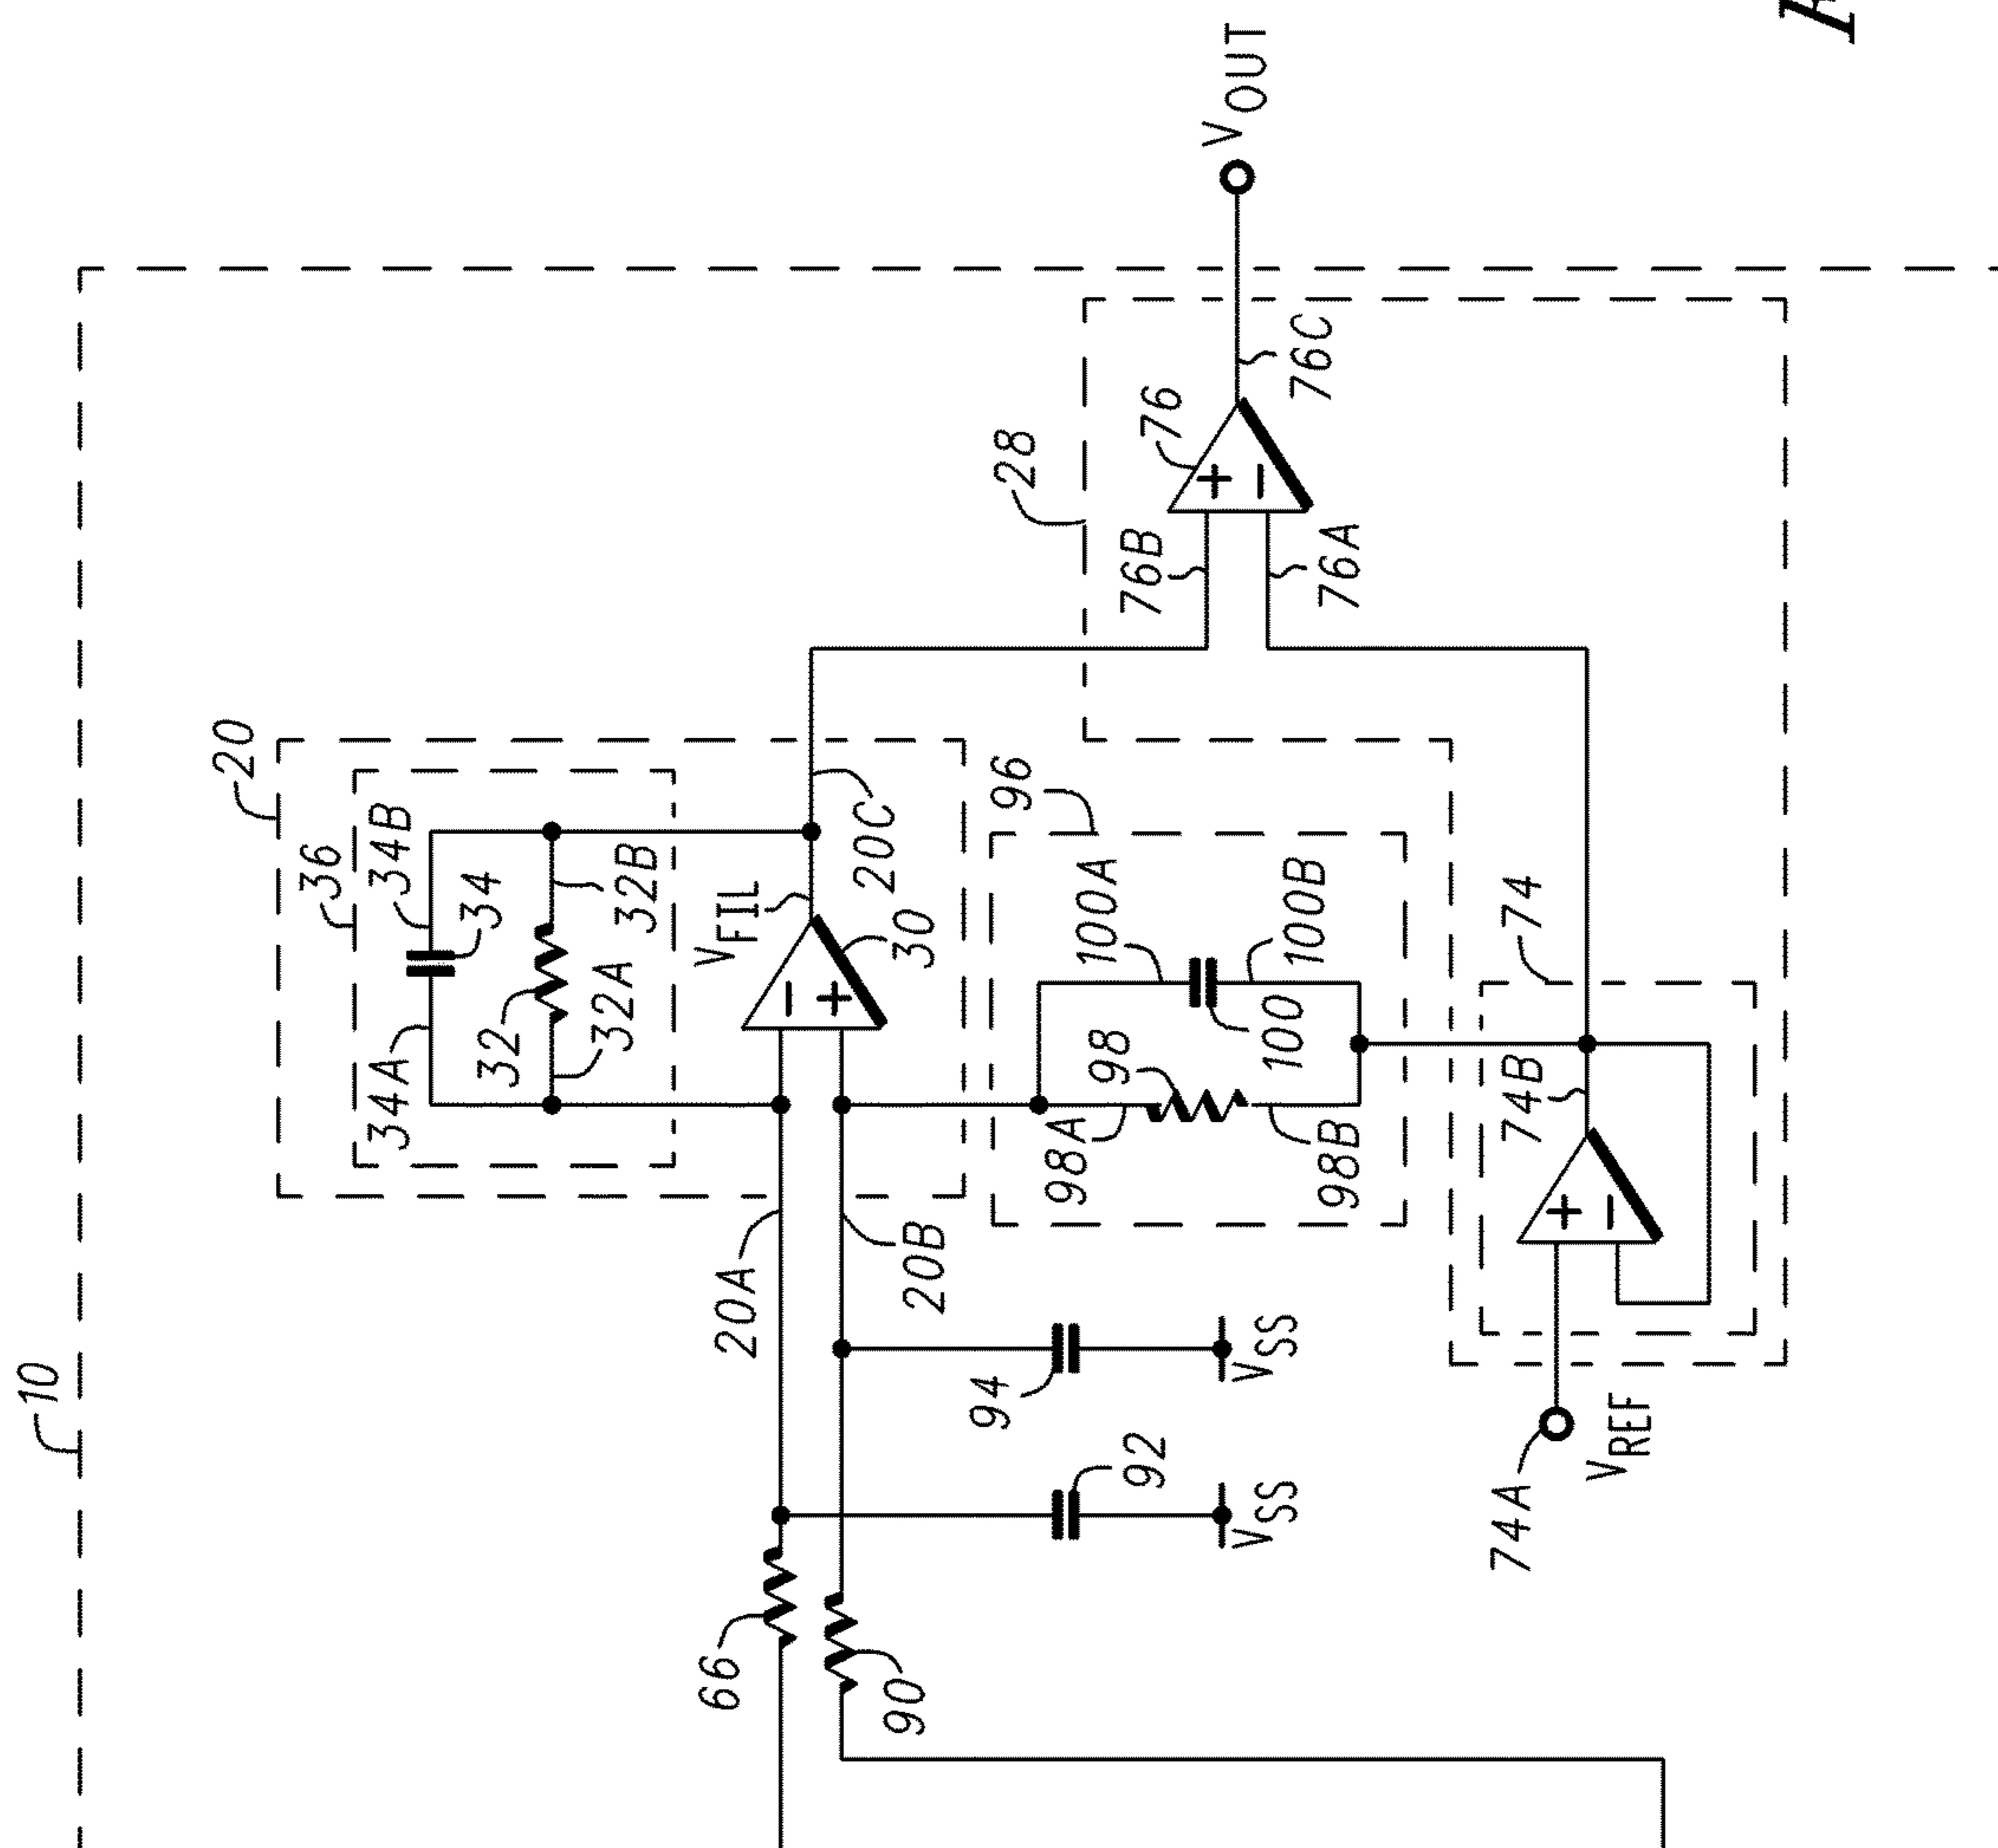 10
20
36
34B
34
34A
32
32B
32A
V_FIL
20C
30
20A
20B
66
90
94
92
V_SS
V_SS
96
100A
100B
100
98
98A
98B
28
76
76B
76A
76C
V_OUT
74
74B
74A
V_REF